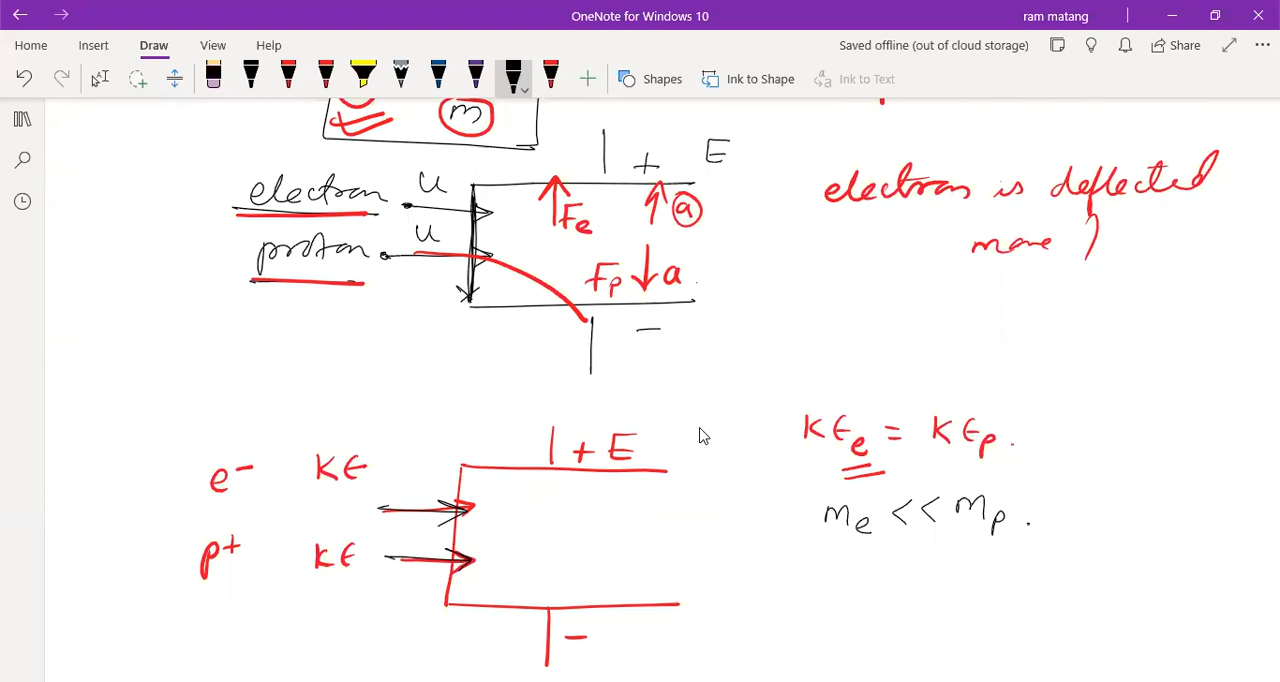 OneNote for Windows 10
ram matang
Home
Insert
Draw
View
Help
Saved offline (out of cloud storage)
Share
Shapes
Ink to Shape
Ink to Text
m
+ E
electron u
Fe a
proton u
Fp a
-
electron is deflected
more
+ E
e- KE
p+ KE
-
KEe = KEp.
me << mp.